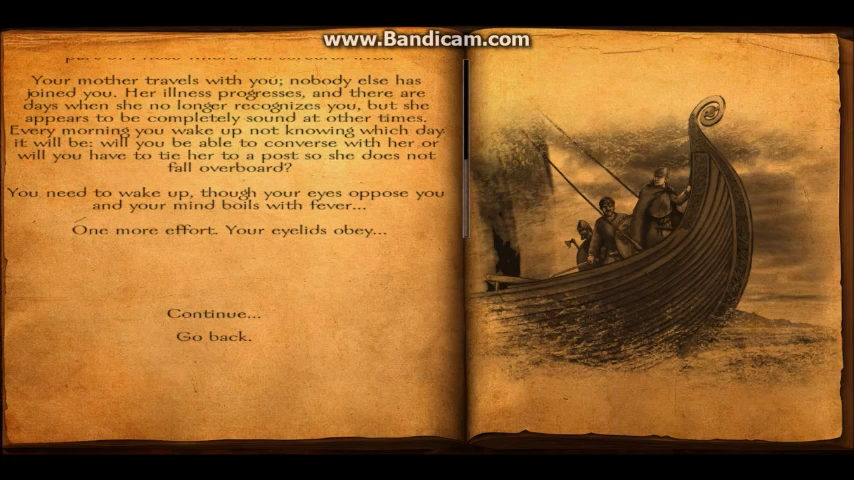 www.Bandicam.com
Your mother travels with you; nobody else has
joined you. Her illness progresses, and there are
days when she no longer recognizes you, but she
appears to be completely sound at other times.
Every morning you wake up not knowing which day
it will be: will you be able to converse with her or
will you have to tie her to a post so she does not
fall overboard?
You need to wake up, though your eyes oppose you
and your mind boils with fever...
One more effort. Your eyelids obey...
Continue...
Go back.